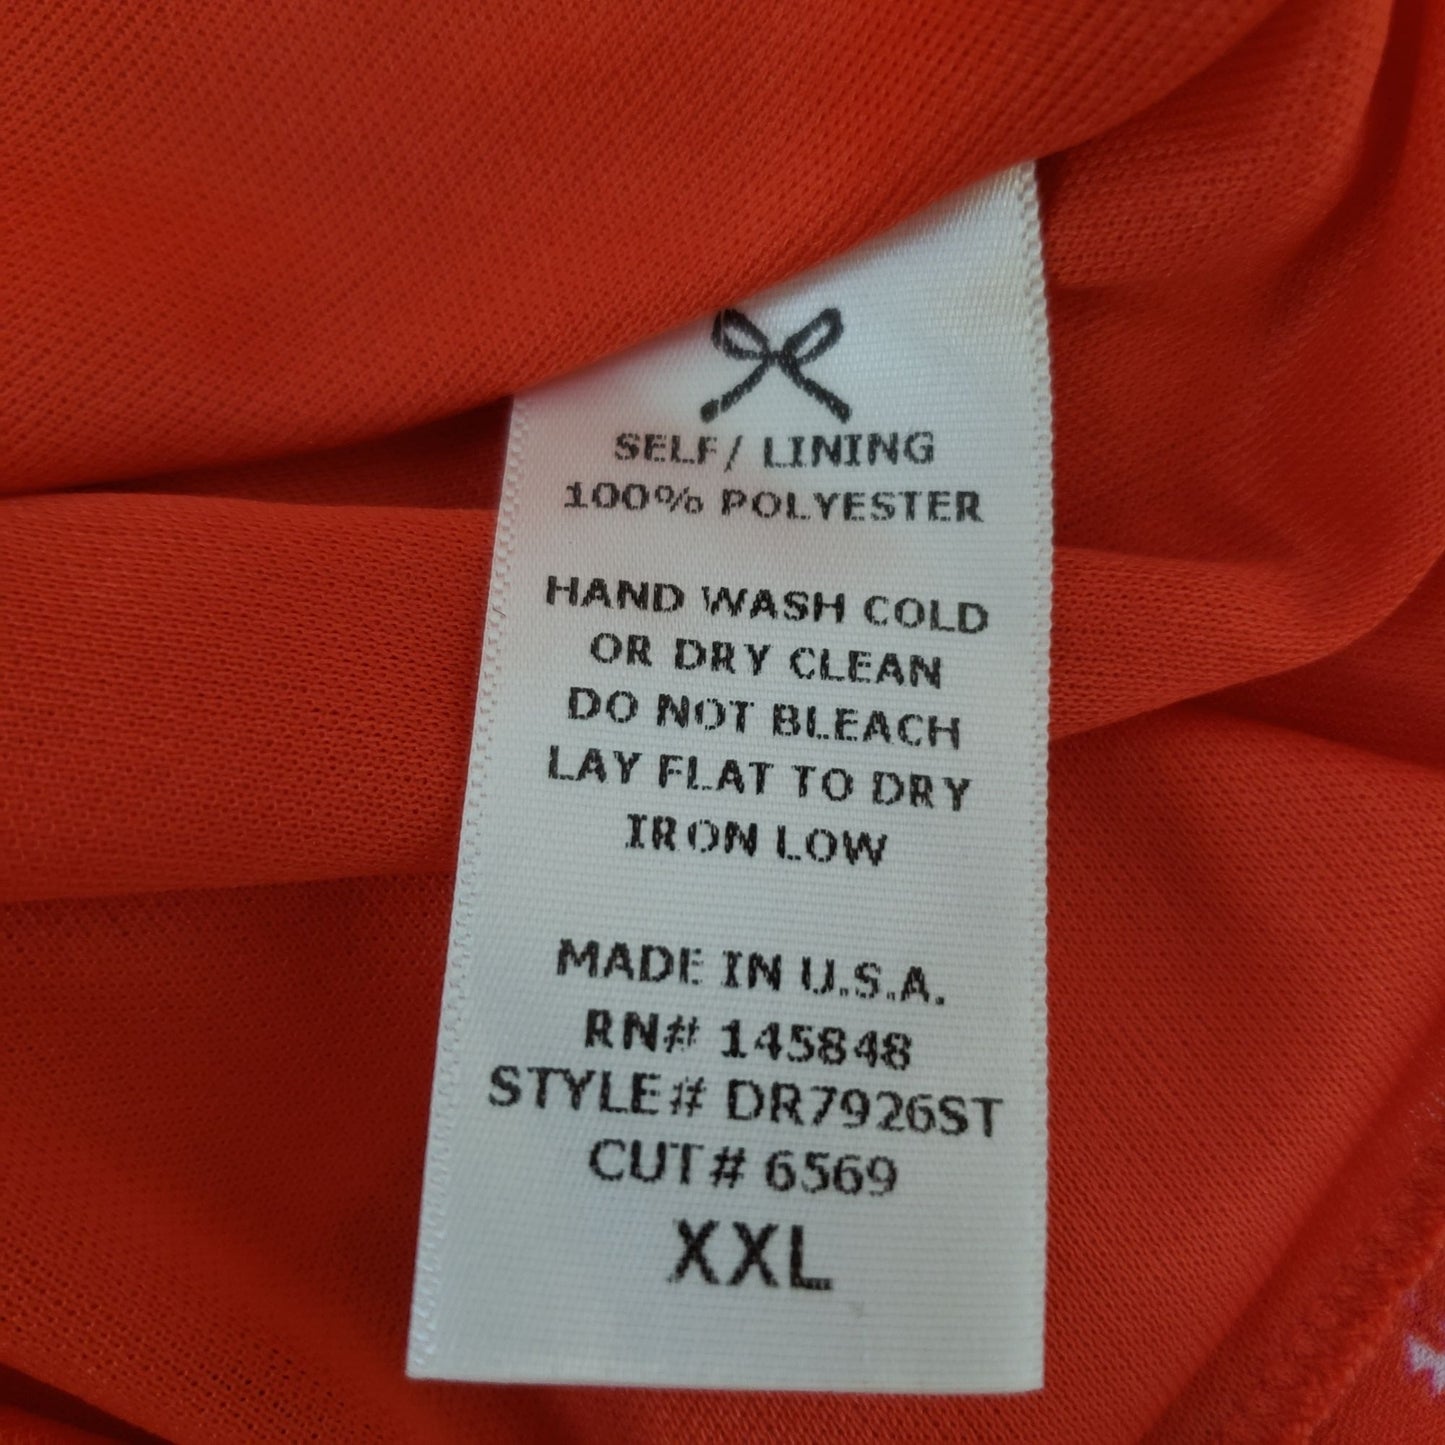 SELF/ LINING
100% POLYESTER
HAND WASH COLD
OR DRY CLEAN
DO NOT BLEACH
LAY FLAT TO DRY
IRON LOW
MADE IN U.S.A.
RN# 145848
STYLE# DR7926ST
CUT# 6569
XXL